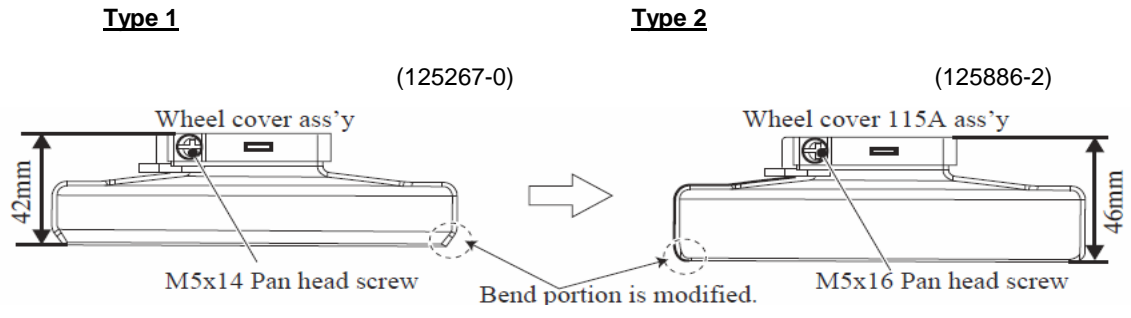 Type 1
Type 2
(125267-0)
(125886-2)
Wheel cover ass'y
Wheel cover 115A ass'y
42mm
46mm
M5x14 Pan head screw
M5x16 Pan head screw
Bend portion is modified.